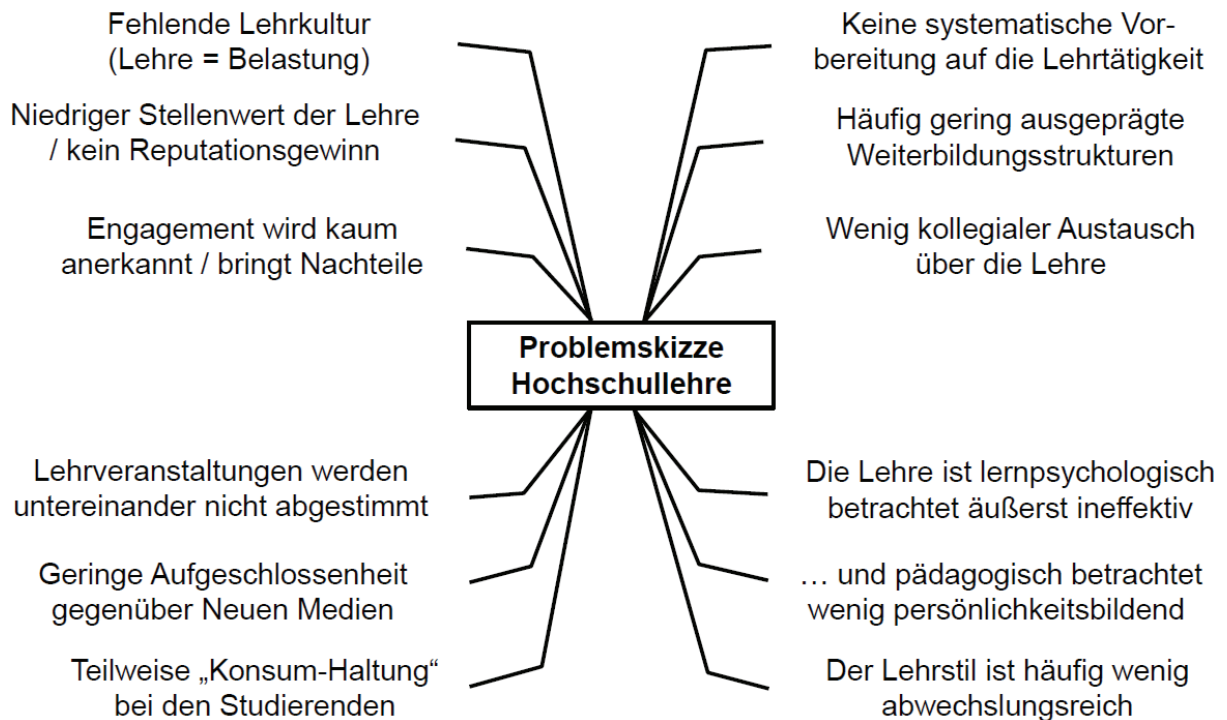 Fehlende Lehrkultur
(Lehre = Belastung)
Niedriger Stellenwert der Lehre
/ kein Reputationsgewinn
Engagement wird kaum
anerkannt / bringt Nachteile
Keine systematische Vor-
bereitung auf die Lehrtätigkeit
Häufig gering ausgeprägte
Weiterbildungsstrukturen
Wenig kollegialer Austausch
über die Lehre
Problemskizze
Hochschullehre
Lehrveranstaltungen werden
untereinander nicht abgestimmt
Geringe Aufgeschlossenheit
gegenüber Neuen Medien
Teilweise „Konsum-Haltung“
bei den Studierenden
Die Lehre ist lernpsychologisch
betrachtet äußerst ineffektiv
… und pädagogisch betrachtet
wenig persönlichkeitsbildend
Der Lehrstil ist häufig wenig
abwechslungsreich